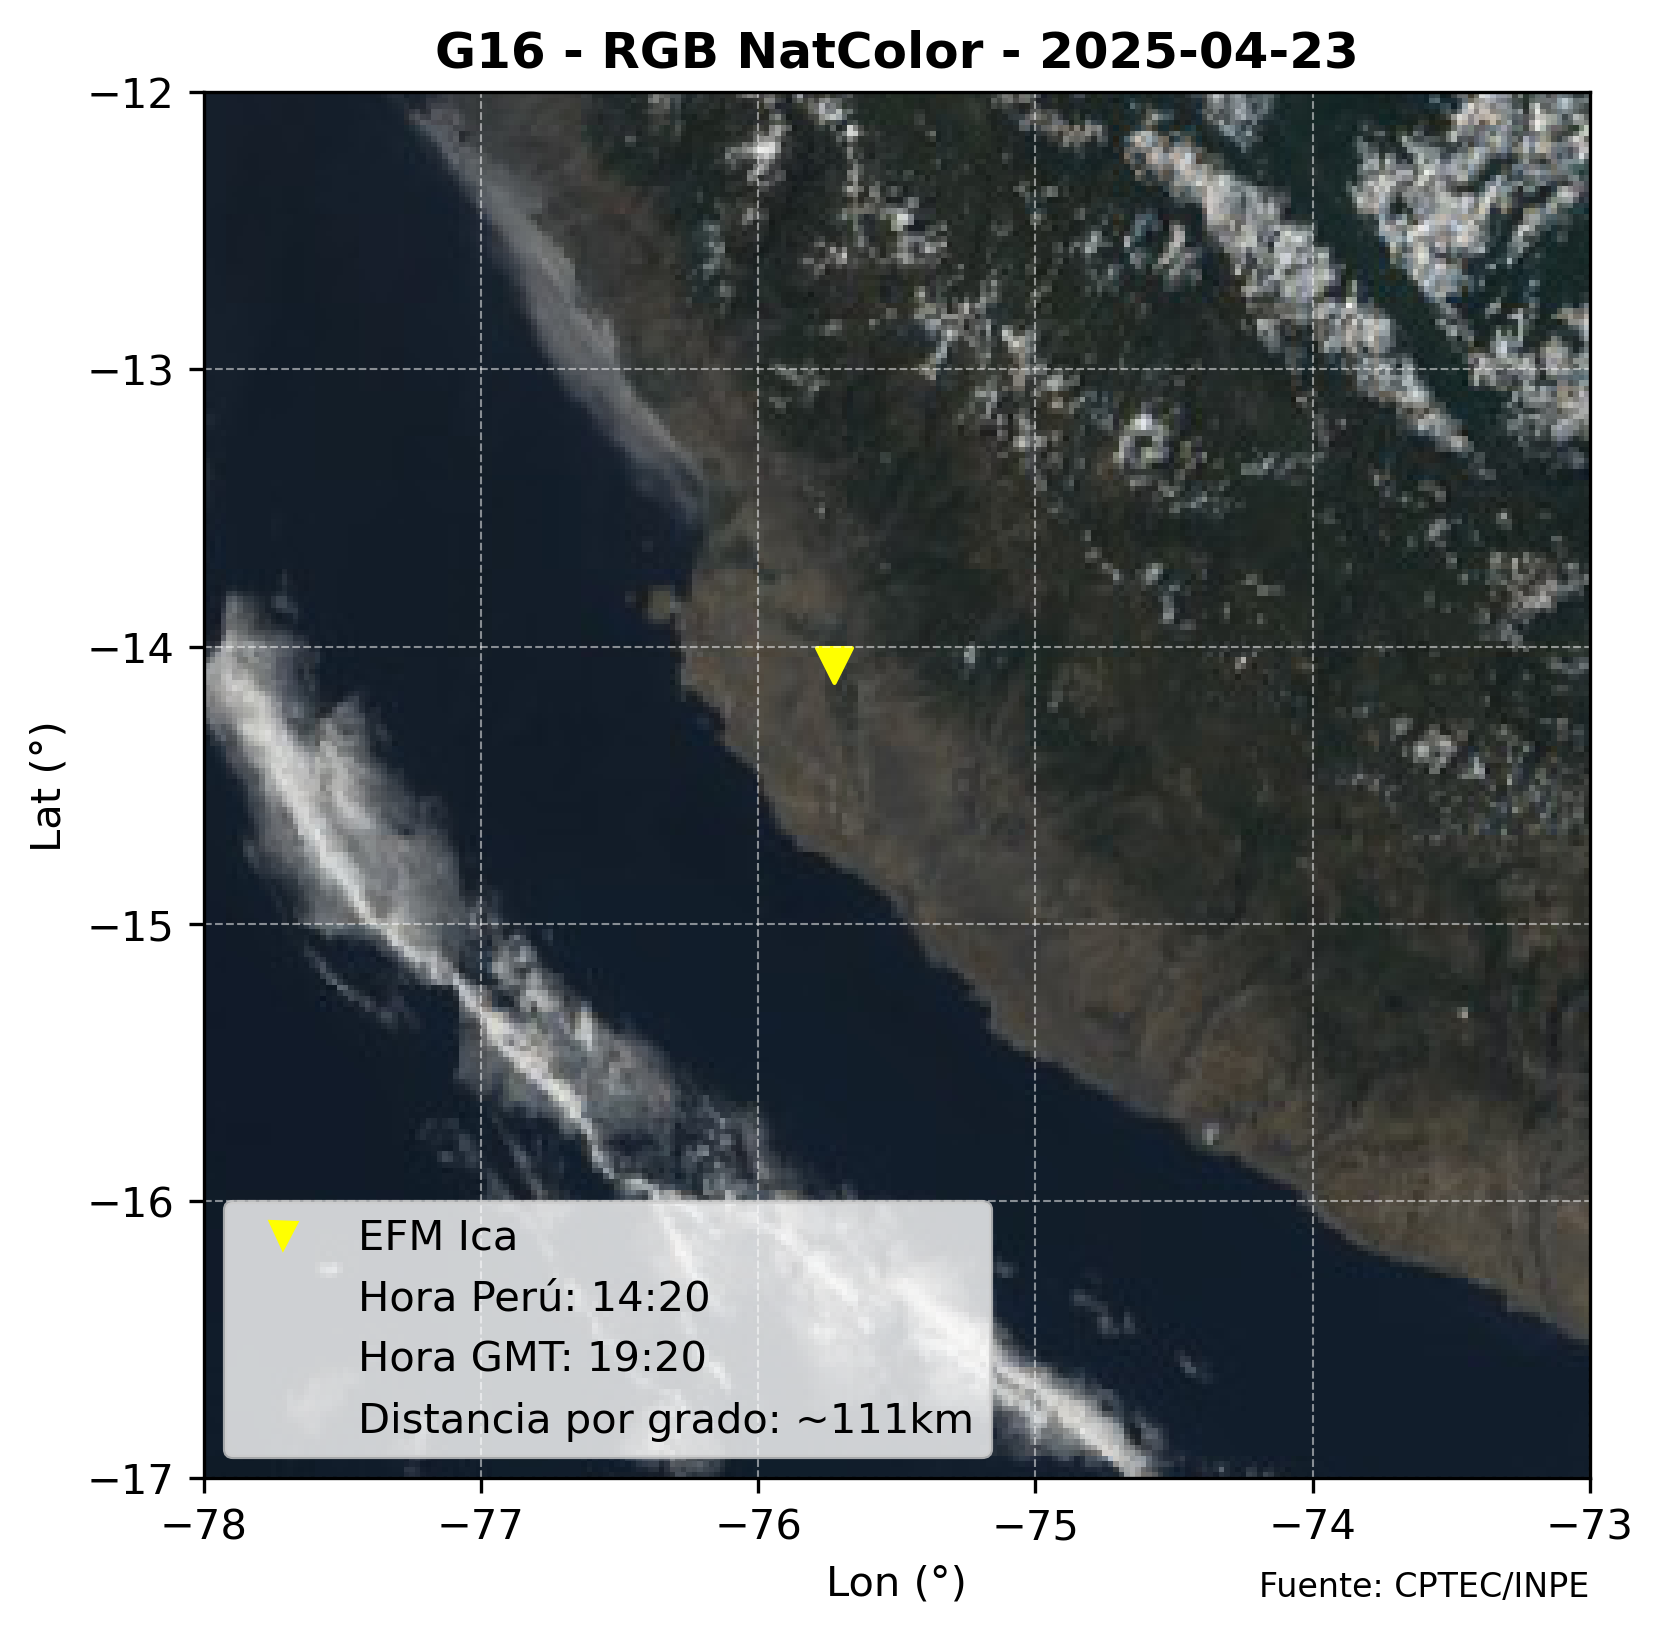 G16 - RGB NatColor - 2025-04-23
−12
−13
−14
−15
−16
−17
Lat (°)
EFM Ica
Hora Perú: 14:20
Hora GMT: 19:20
Distancia por grado: ~111km
−78 −77 −76 −75 −74 −73
Lon (°)
Fuente: CPTEC/INPE